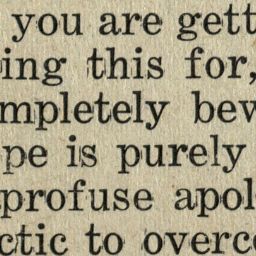 you are gett
ing this for,
mpletely bew
pe is purely
profuse apol
ctic to overc